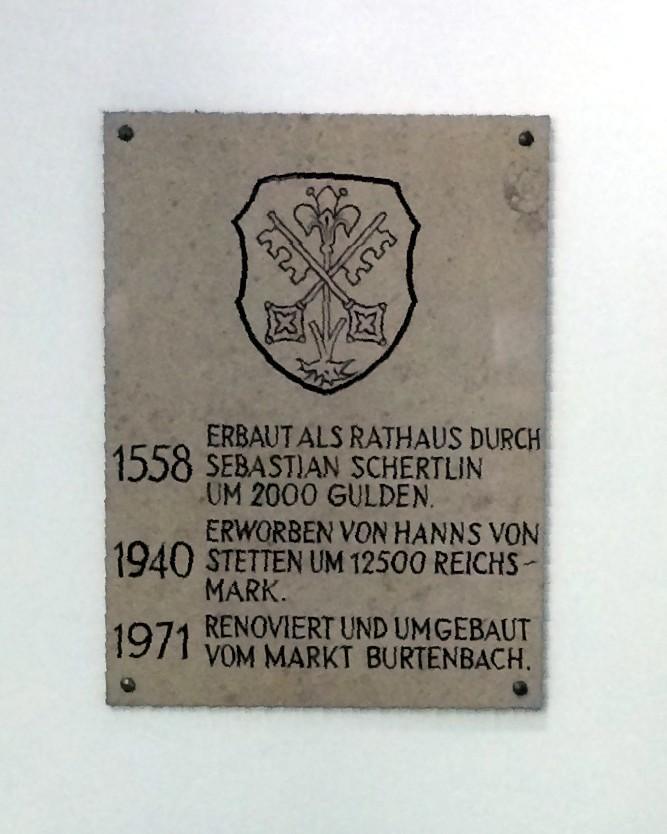 1558 ERBAUT ALS RATHAUS DURCH
SEBASTIAN SCHERTLIN
UM 2000 GULDEN.
1940 ERWORBEN VON HANNS VON
STETTEN UM 12500 REICHS-
MARK.
1971 RENOVIERT UND UMGEBAUT
VOM MARKT BURTENBACH.